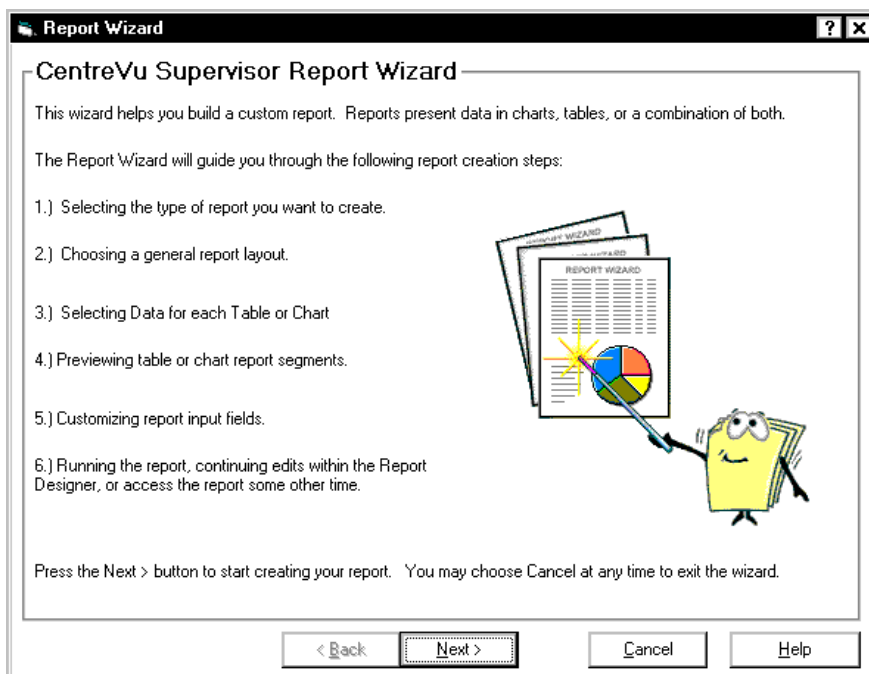 Report Wizard
? X
CentreVu Supervisor Report Wizard
This wizard helps you build a custom report. Reports present data in charts, tables, or a combination of both.
The Report Wizard will guide you through the following report creation steps:
1.) Selecting the type of report you want to create.
2.) Choosing a general report layout.
3.) Selecting Data for each Table or Chart
4.) Previewing table or chart report segments.
5.) Customizing report input fields.
6.) Running the report, continuing edits within the Report
Designer, or access the report some other time.
REPORT WIZARD
WIZARD
REPORT WIZARD
Press the Next > button to start creating your report. You may choose Cancel at any time to exit the wizard.
< Back
Next >
Cancel
Help